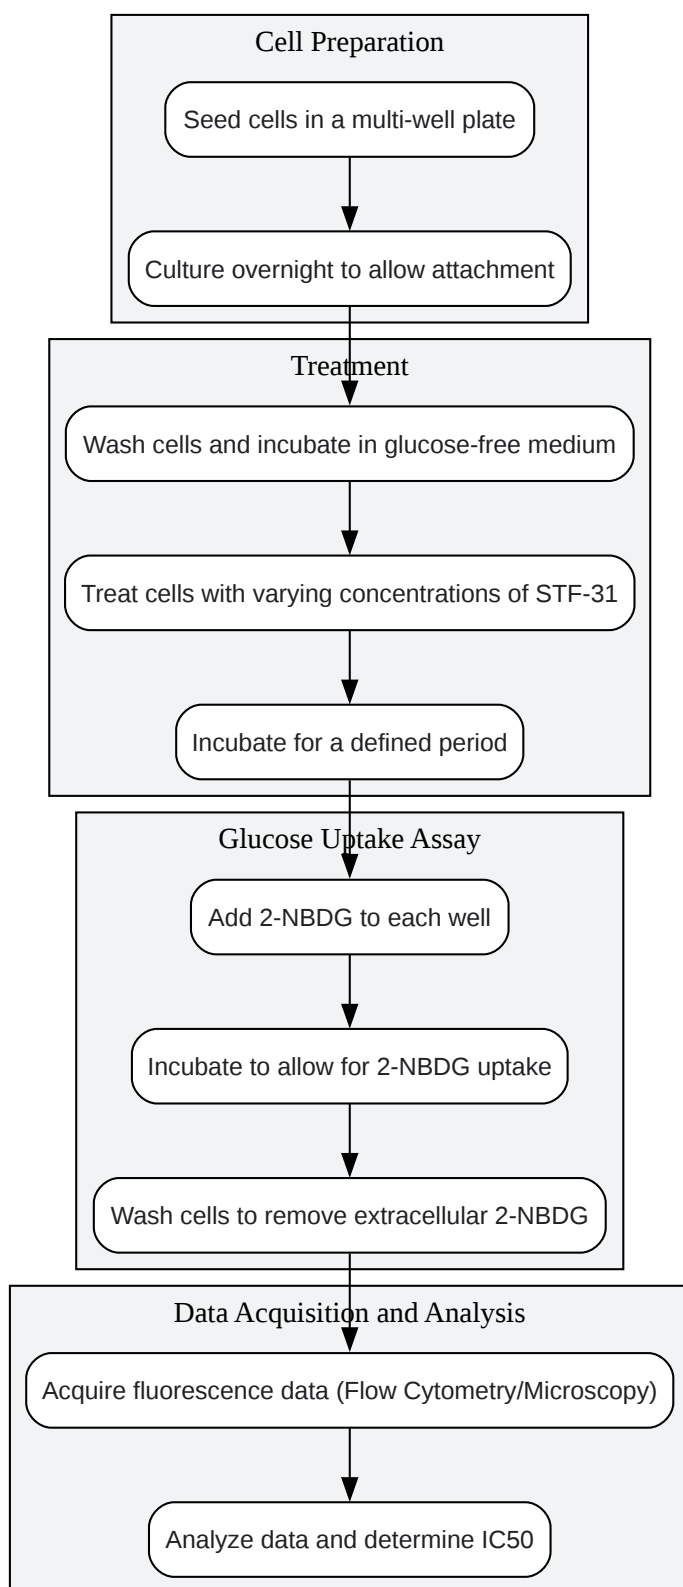 Cell Preparation
Seed cells in a multi-well plate
Culture overnight to allow attachment
Treatment
Wash cells and incubate in glucose-free medium
Treat cells with varying concentrations of STF-31
Incubate for a defined period
Glucose Uptake Assay
Add 2-NBDG to each well
Incubate to allow for 2-NBDG uptake
Wash cells to remove extracellular 2-NBDG
Data Acquisition and Analysis
Acquire fluorescence data (Flow Cytometry/Microscopy)
Analyze data and determine IC50